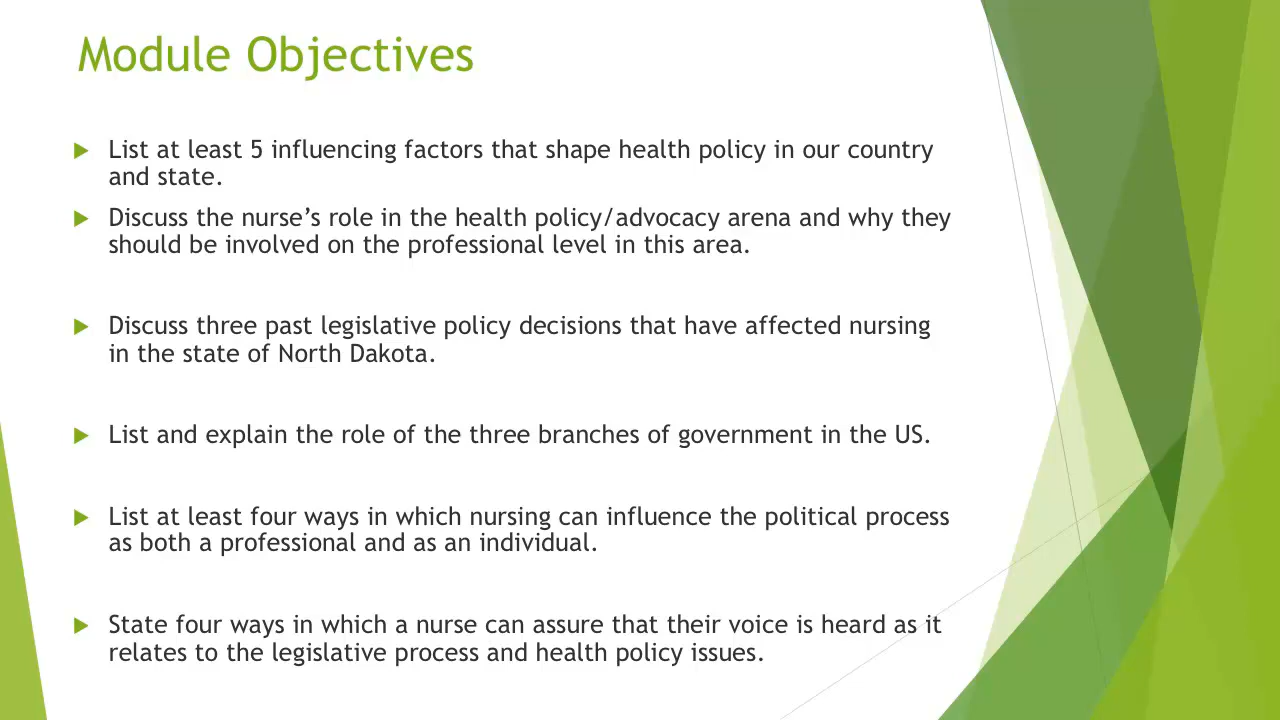 Module Objectives
List at least 5 influencing factors that shape health policy in our country
and state.
Discuss the nurse’s role in the health policy/advocacy arena and why they
should be involved on the professional level in this area.
Discuss three past legislative policy decisions that have affected nursing
in the state of North Dakota.
List and explain the role of the three branches of government in the US.
List at least four ways in which nursing can influence the political process
as both a professional and as an individual.
State four ways in which a nurse can assure that their voice is heard as it
relates to the legislative process and health policy issues.